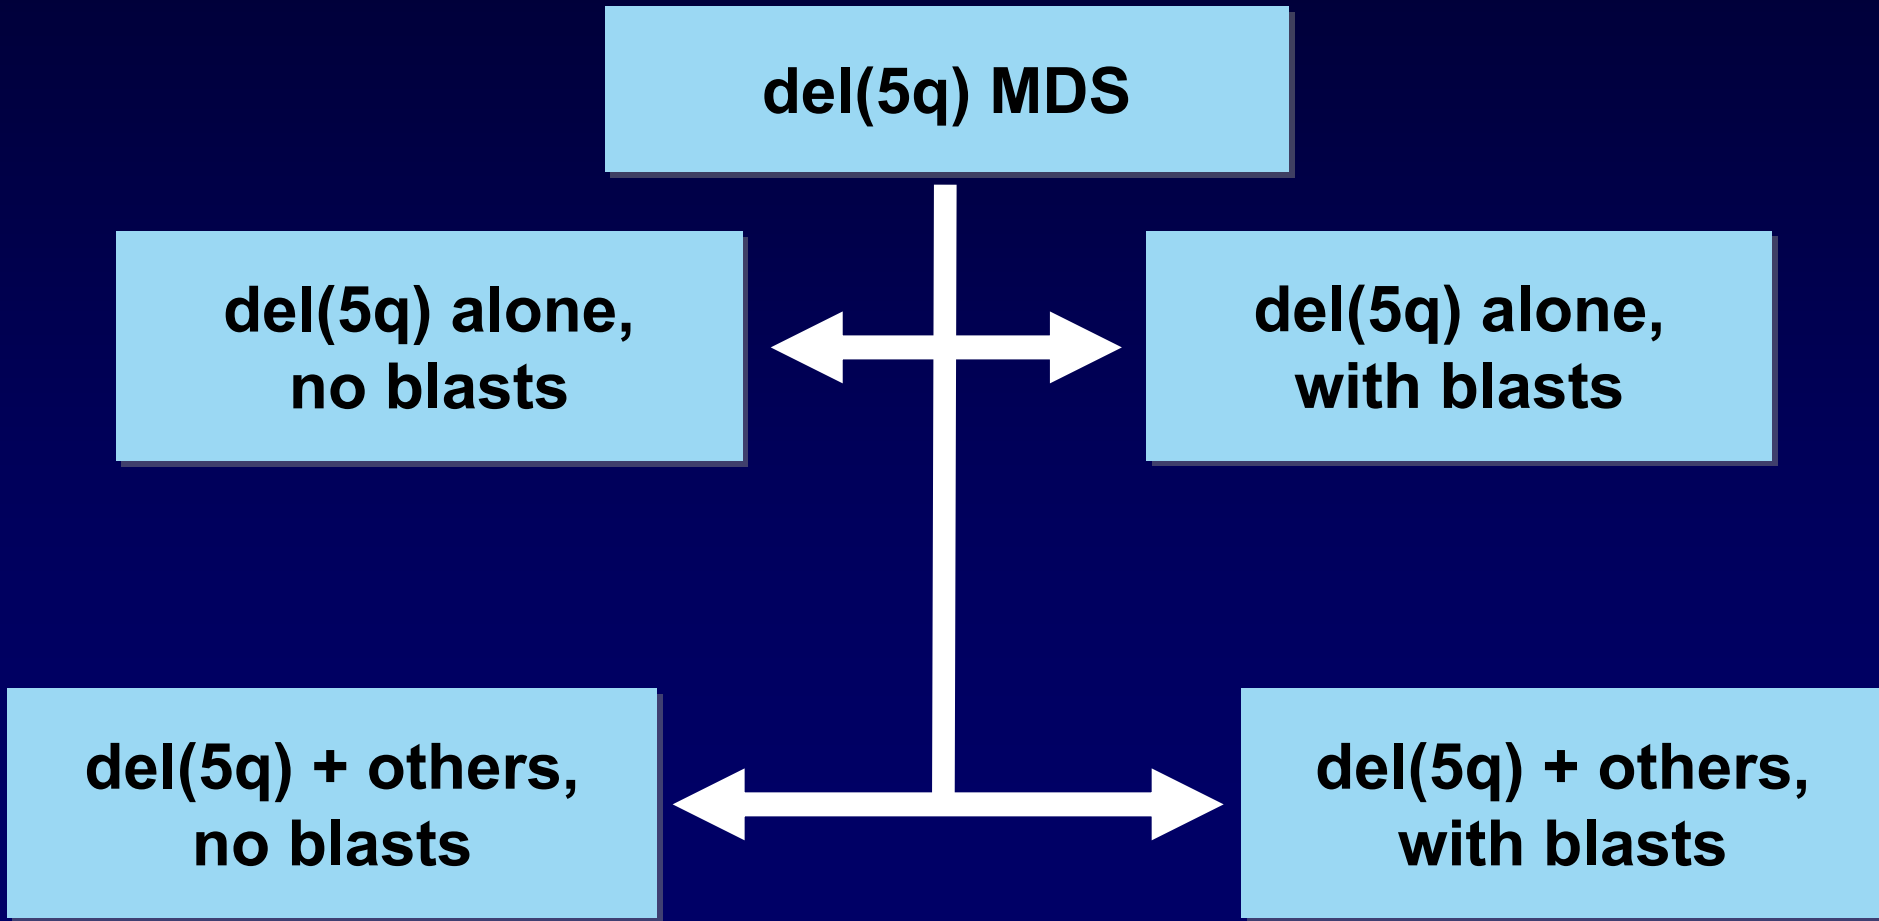 del(5q) MDS
del(5q) alone,
no blasts
del(5q) alone,
with blasts
del(5q) + others,
no blasts
del(5q) + others,
with blasts